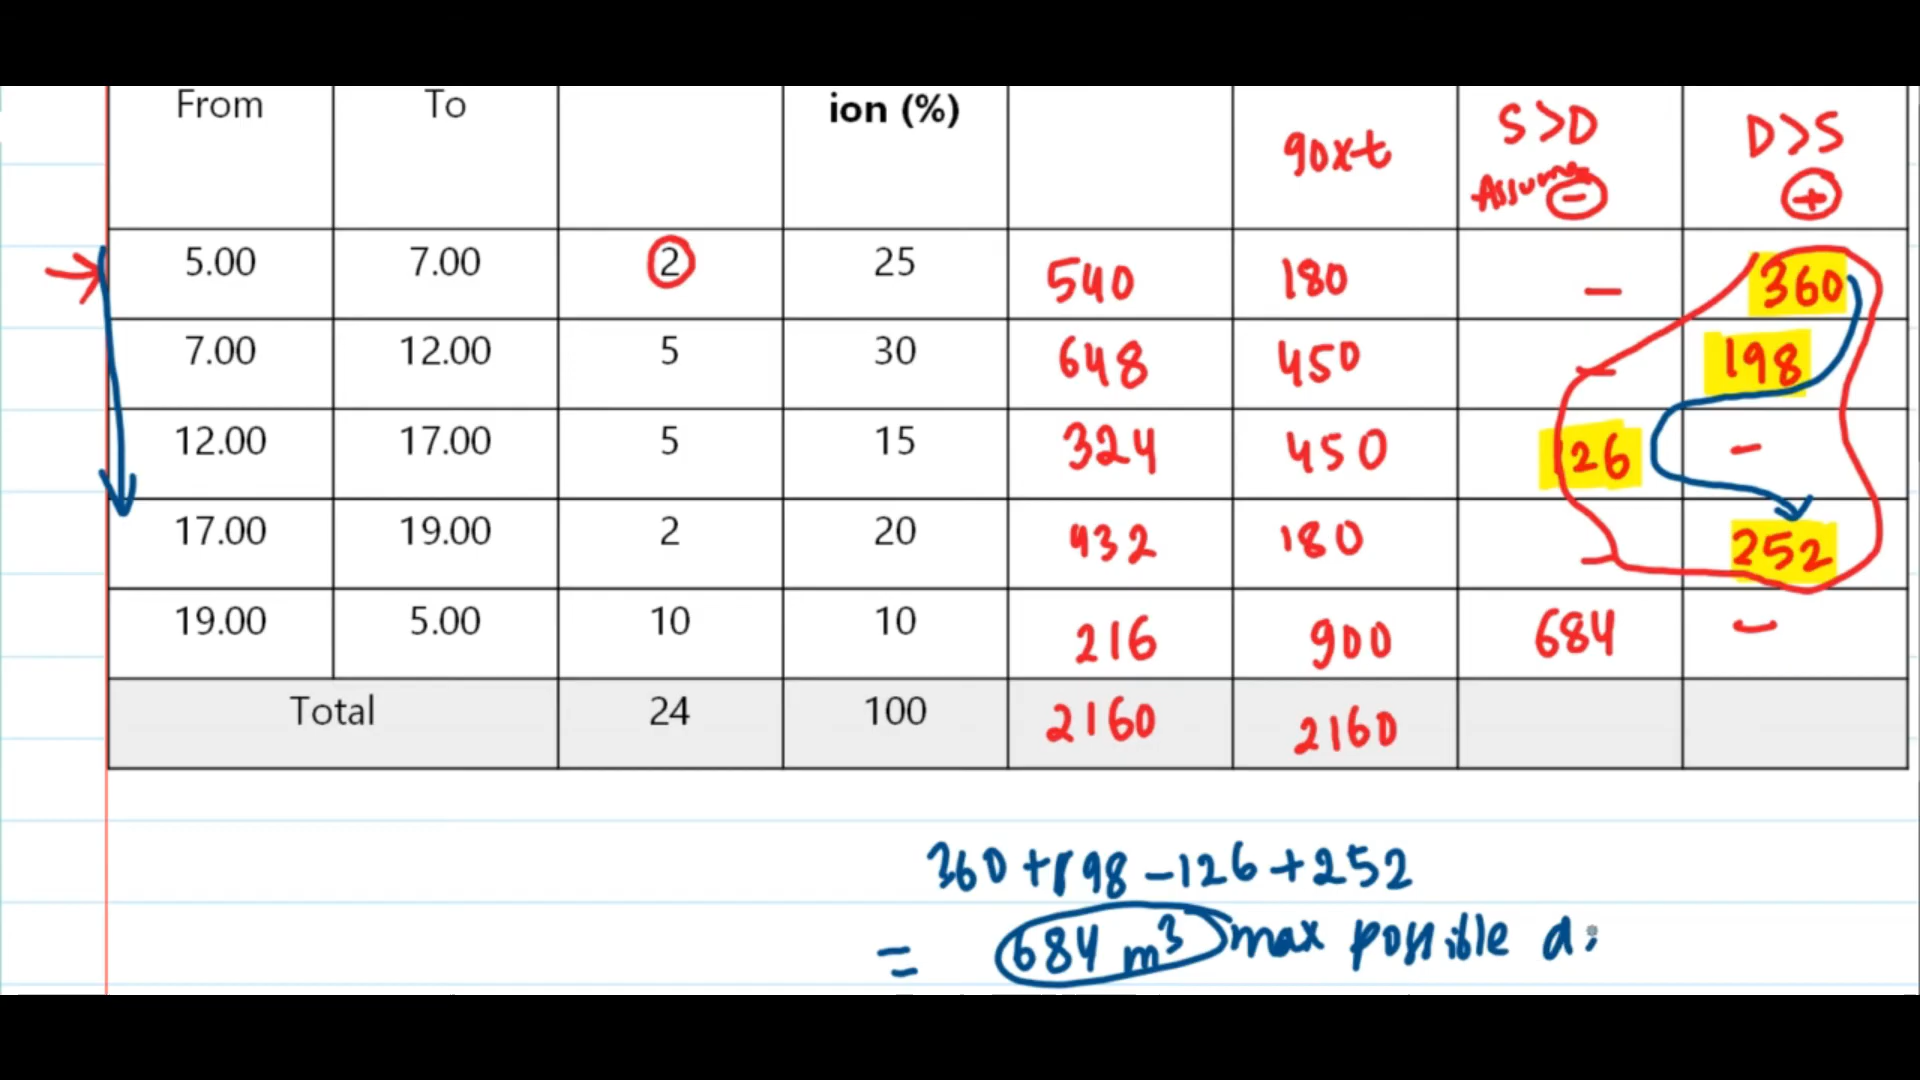 From To ion (%) 90xt S>D D>S
Assume - +
5.00 7.00 2 25 540 180 - 360
7.00 12.00 5 30 648 450 - 198
12.00 17.00 5 15 324 450 126 -
17.00 19.00 2 20 432 180 - 252
19.00 5.00 10 10 216 900 684 -
Total 24 100 2160 2160
360+198-126+252
= 684 m³ max possible d